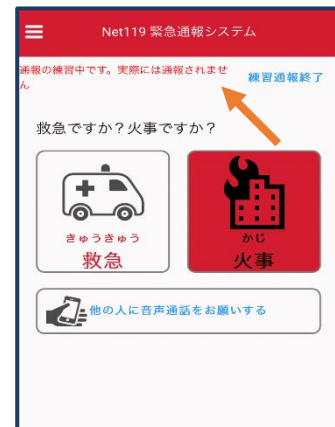 Net119 緊急通報システム
通報の練習中です。実際には通報されませ
ん
練習通報終了
救急ですか？火事ですか？
きゅうきゅう
救急
かじ
火事
他の人に音声通話をお願いする